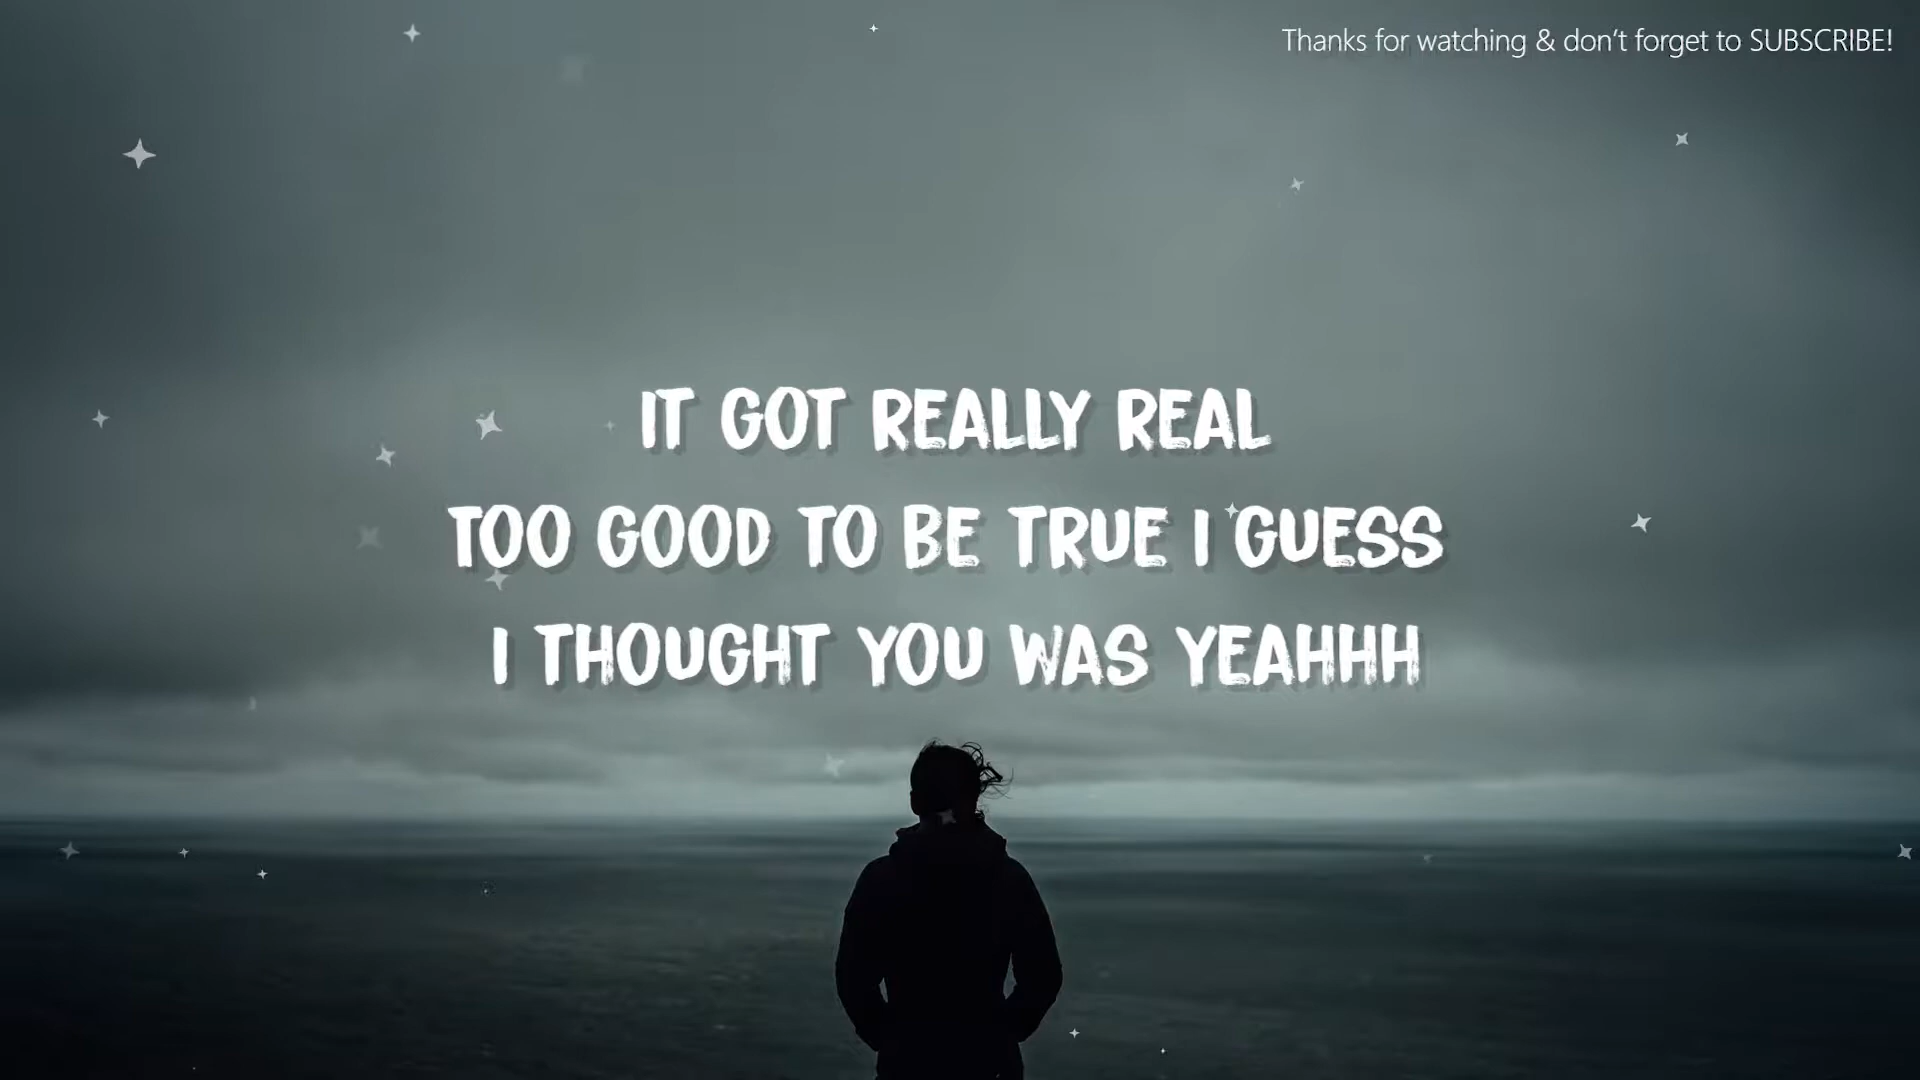 Thanks for watching & don't forget to SUBSCRIBE!
IT GOT REALLY REAL
TOO GOOD TO BE TRUE I GUESS
I THOUGHT YOU WAS YEAHHH